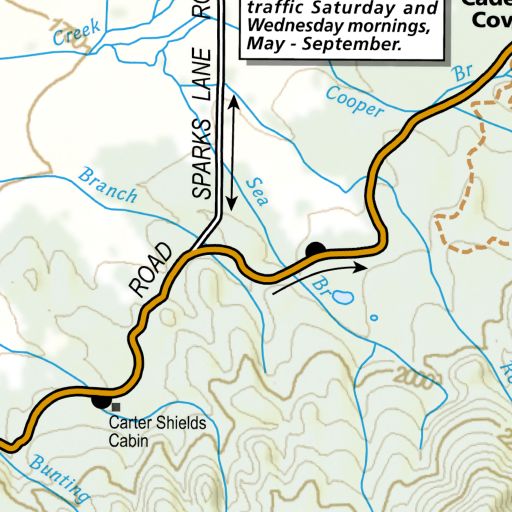 traffic Saturday and
Wednesday mornings,
May - September.
Cov
Creek
SPARKS LANE
Cooper
Br
Branch
Sea
Br
ROAD
2000
Carter Shields
Cabin
Bunting